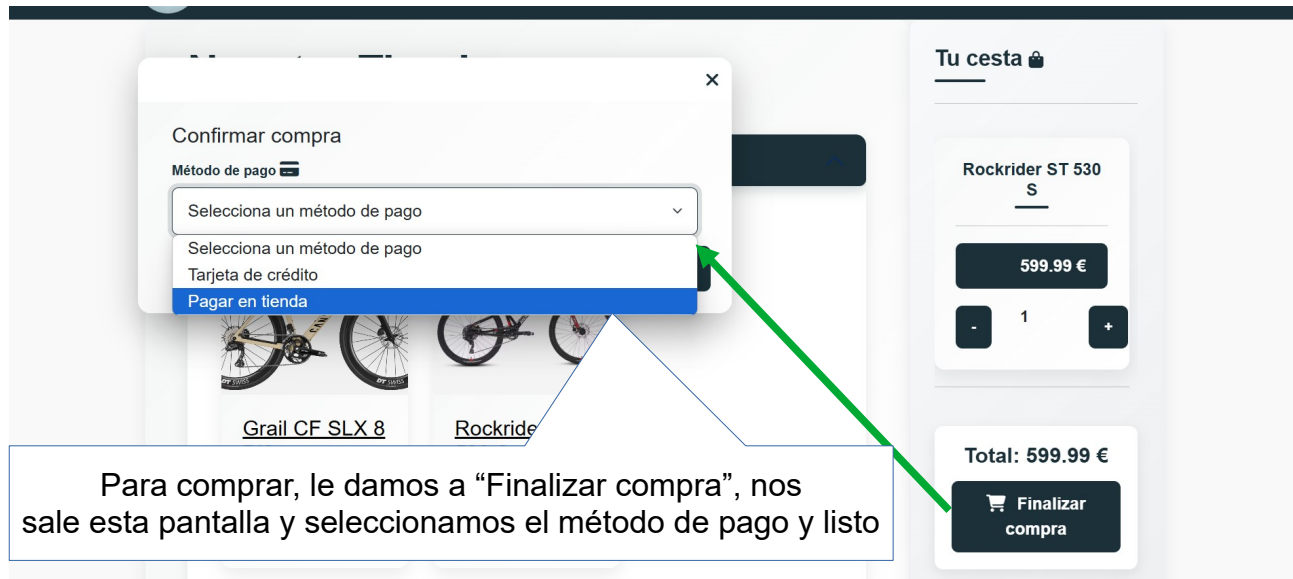 Tu cesta
Confirmar compra
Método de pago
Selecciona un método de pago
Selecciona un método de pago
Tarjeta de crédito
Pagar en tienda
Rockrider ST 530
S
599.99 €
-
1
+
Grail CF SLX 8
Para comprar, le damos a “Finalizar compra”, nos
sale esta pantalla y seleccionamos el método de pago y listo
Total: 599.99 €
Finalizar
compra